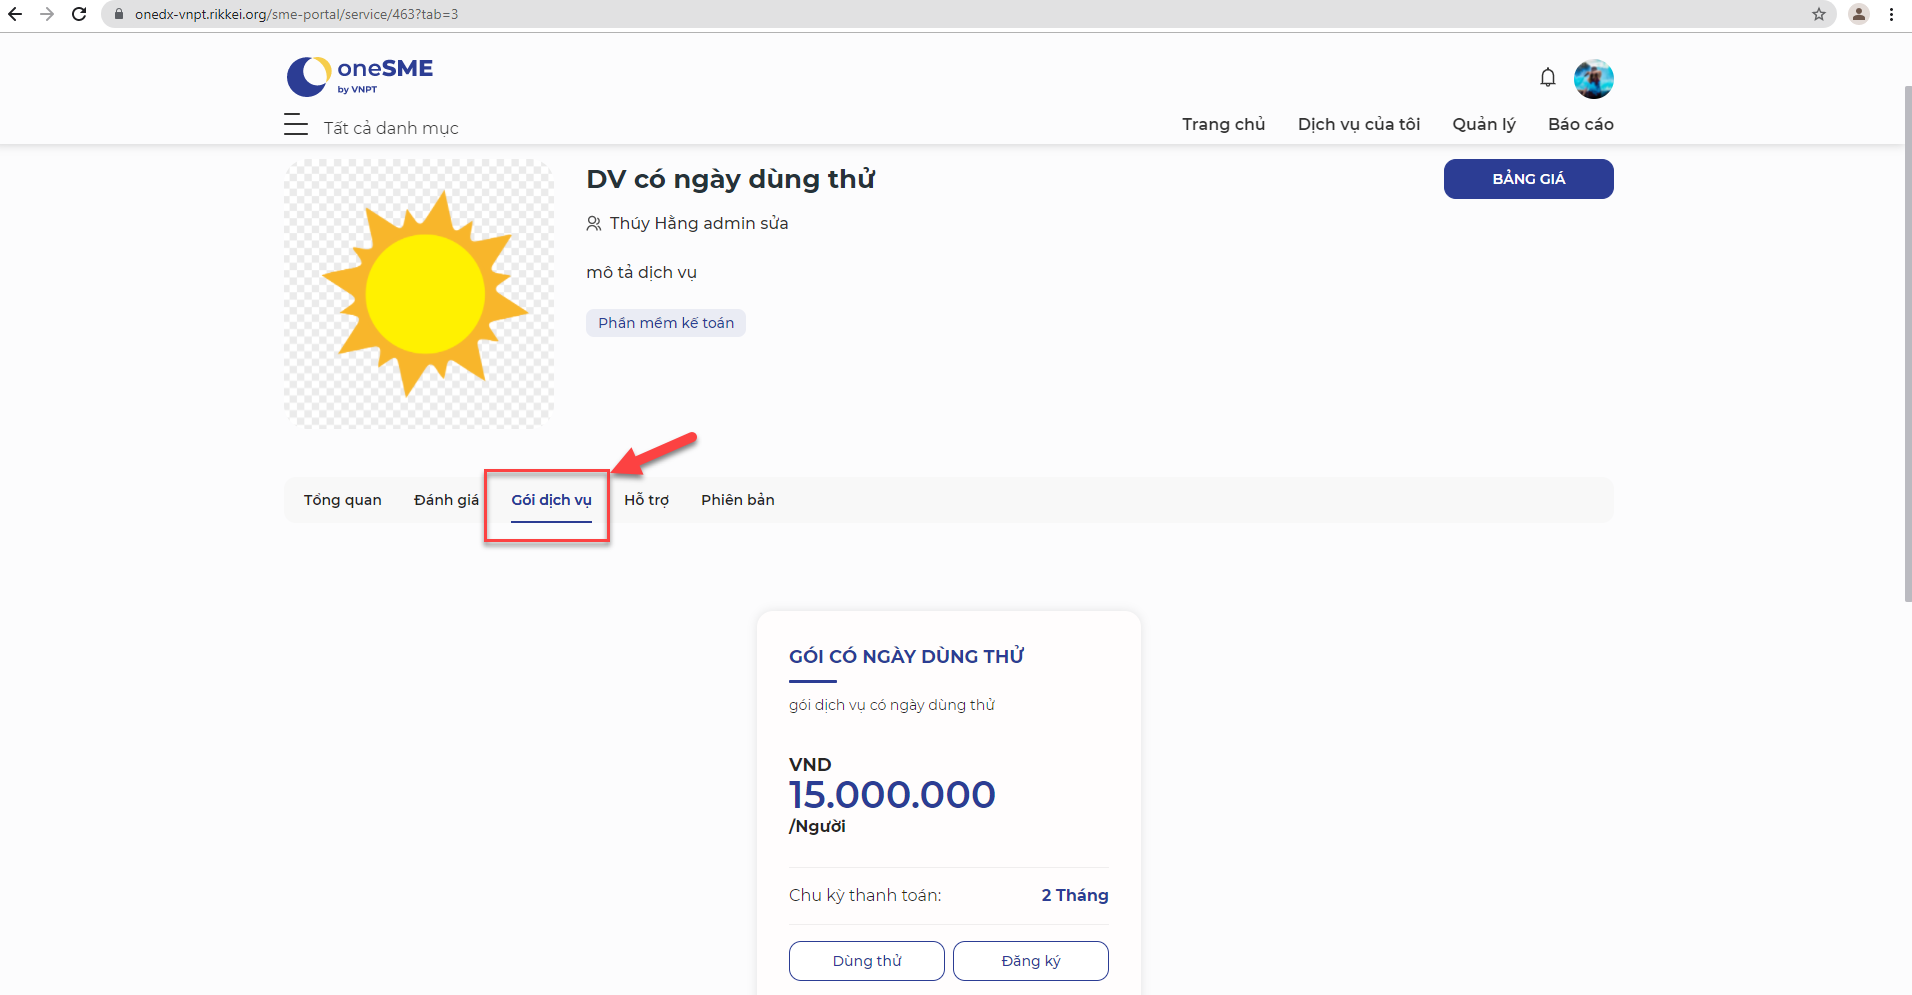 onedx-vnpt.rikkei.org/sme-portal/service/463?tab=3
oneSME
by VNPT
Tất cả danh mục
Trang chủ
Dịch vụ của tôi
Quản lý
Báo cáo
DV có ngày dùng thử
BẢNG GIÁ
Thúy Hằng admin sửa
mô tả dịch vụ
Phần mềm kế toán
Tổng quan
Đánh giá
Gói dịch vụ
Hỗ trợ
Phiên bản
GÓI CÓ NGÀY DÙNG THỬ
gói dịch vụ có ngày dùng thử
VND
15.000.000
/Người
Chu kỳ thanh toán:
2 Tháng
Dùng thử
Đăng ký